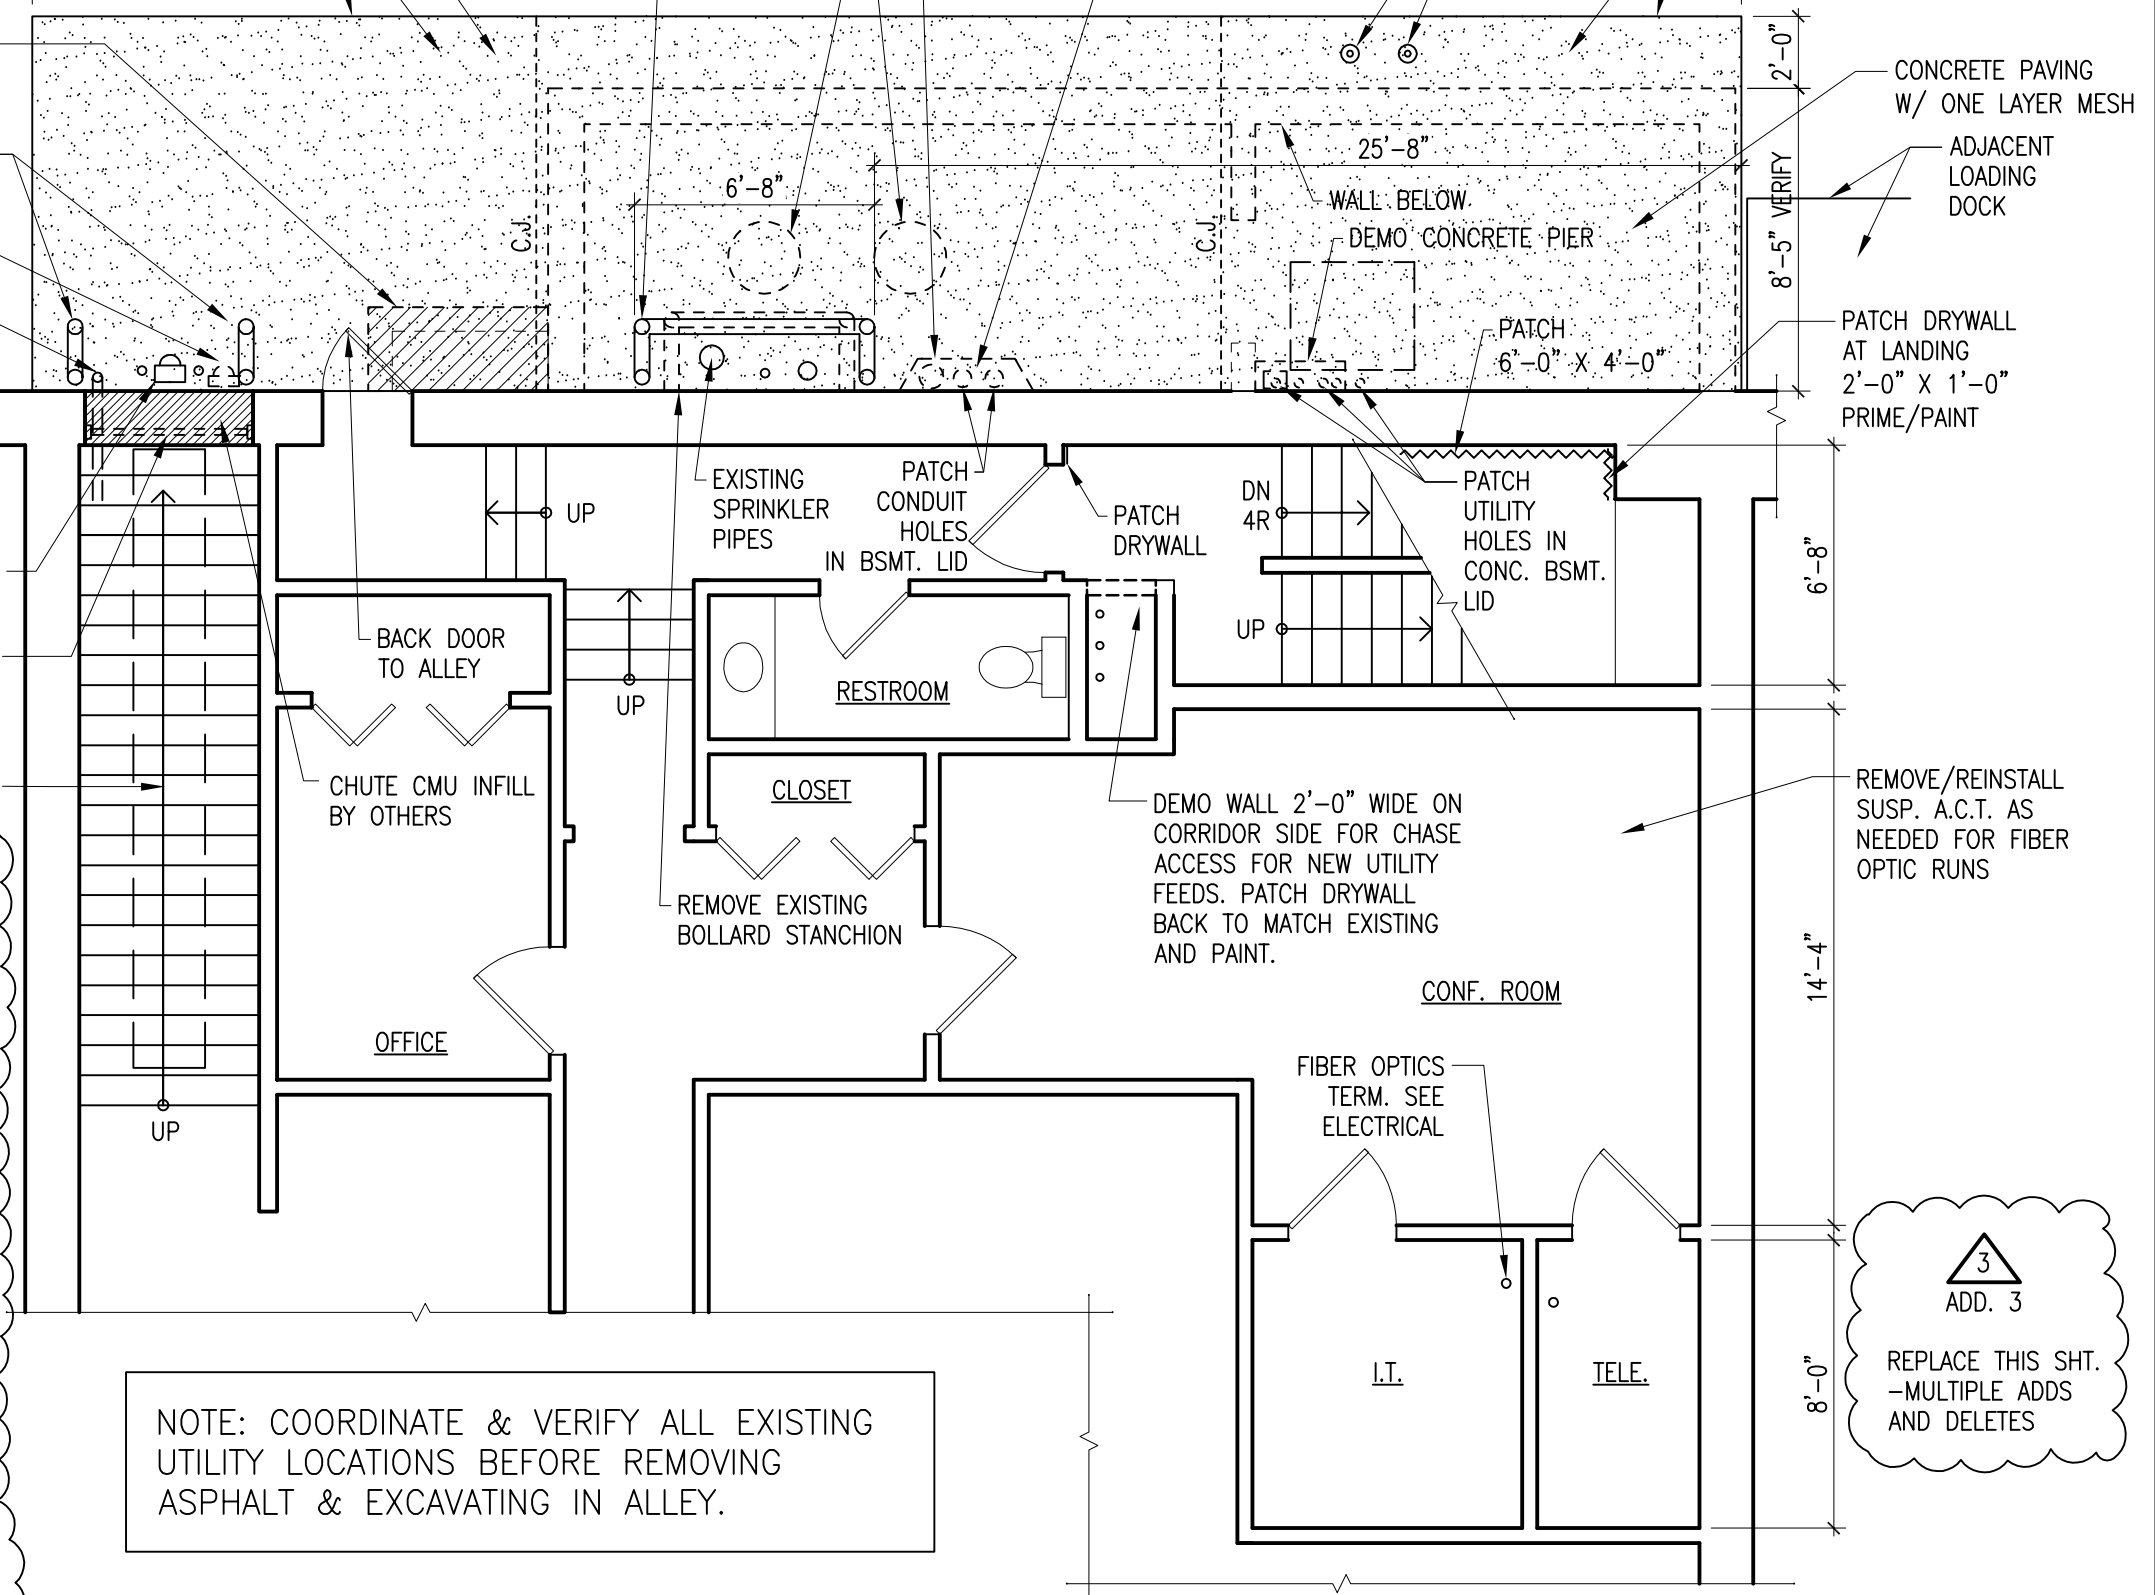 2'-0"
CONCRETE PAVING
W/ ONE LAYER MESH
ADJACENT
LOADING
DOCK
25'-8"
8'-5" VERIFY
6'-8"
WALL BELOW
C.J.
C.J.
DEMO CONCRETE PIER
PATCH
6'-0" X 4'-0"
PATCH DRYWALL
AT LANDING
2'-0" X 1'-0"
PRIME/PAINT
EXISTING
SPRINKLER
PIPES
PATCH
CONDUIT
HOLES
IN BSMT. LID
UP
PATCH
DRYWALL
DN
4R
PATCH
UTILITY
HOLES IN
CONC. BSMT.
LID
6'-8"
UP
BACK DOOR
TO ALLEY
UP
RESTROOM
CHUTE CMU INFILL
BY OTHERS
CLOSET
DEMO WALL 2'-0" WIDE ON
CORRIDOR SIDE FOR CHASE
ACCESS FOR NEW UTILITY
FEEDS. PATCH DRYWALL
BACK TO MATCH EXISTING
AND PAINT.
REMOVE/REINSTALL
SUSP. A.C.T. AS
NEEDED FOR FIBER
OPTIC RUNS
REMOVE EXISTING
BOLLARD STANCHION
14'-4"
CONF. ROOM
OFFICE
FIBER OPTICS
TERM. SEE
ELECTRICAL
UP
3
ADD. 3
REPLACE THIS SHT.
-MULTIPLE ADDS
AND DELETES
I.T.
TELE.
8'-0"
NOTE: COORDINATE & VERIFY ALL EXISTING
UTILITY LOCATIONS BEFORE REMOVING
ASPHALT & EXCAVATING IN ALLEY.